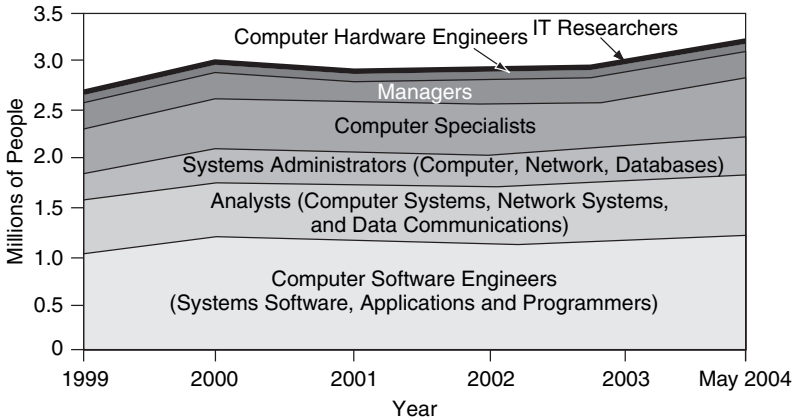 3.5
3.0
2.5
2.0
1.5
1.0
0.5
0
Millions of People
IT Researchers
Computer Hardware Engineers
Managers
Computer Specialists
Systems Administrators (Computer, Network, Databases)
Analysts (Computer Systems, Network Systems,
and Data Communications)
Computer Software Engineers
(Systems Software, Applications and Programmers)
1999 2000 2001 2002 2003 May 2004
Year